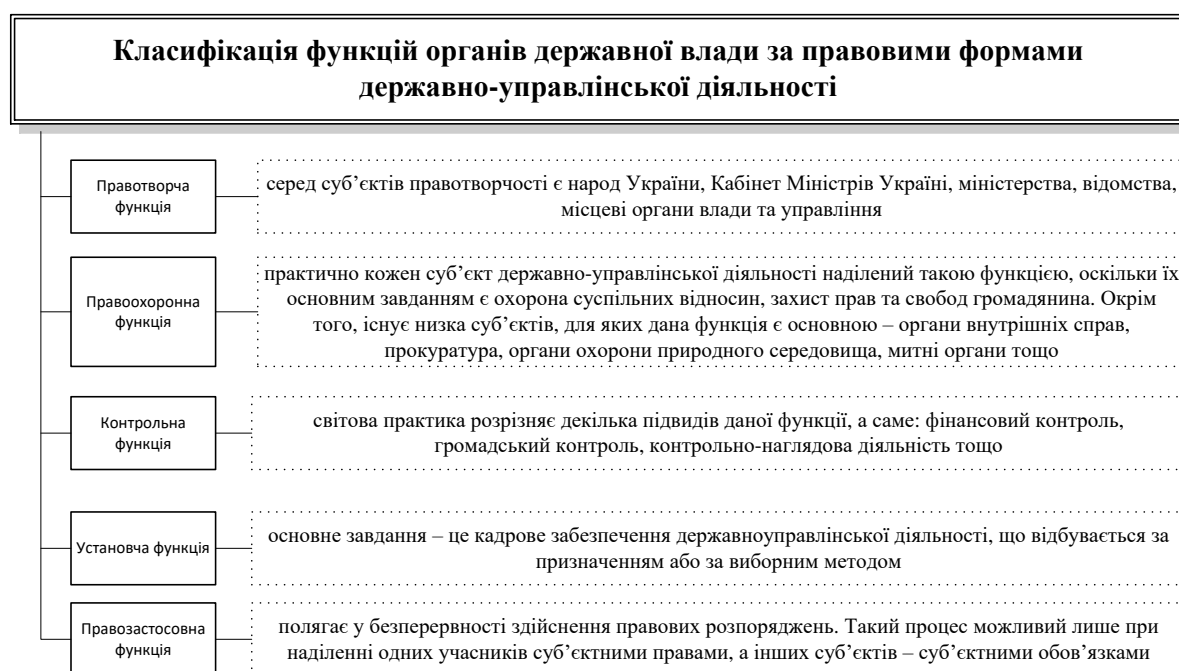 Класифікація функцій органів державної влади за правовими формами
державно-управлінської діяльності
Правотворча
функція
серед суб’єктів правотворчості є народ України, Кабінет Міністрів Україні, міністерства, відомства,
місцеві органи влади та управління
Правоохоронна
функція
практично кожен суб’єкт державно-управлінської діяльності наділений такою функцією, оскільки їх
основним завданням є охорона суспільних відносин, захист прав та свобод громадянина. Окрім
того, існує низка суб’єктів, для яких дана функція є основною – органи внутрішніх справ,
прокуратура, органи охорони природного середовища, митні органи тощо
Контрольна
функція
світова практика розрізняє декілька підвидів даної функції, а саме: фінансовий контроль,
громадський контроль, контрольно-наглядова діяльність тощо
Установча функція
основне завдання – це кадрове забезпечення державноуправлінської діяльності, що відбувається за
призначенням або за виборним методом
Правозастосовна
функція
полягає у безперервності здійснення правових розпоряджень. Такий процес можливий лише при
наділенні одних учасників суб’єктними правами, а інших суб’єктів – суб’єктними обов’язками